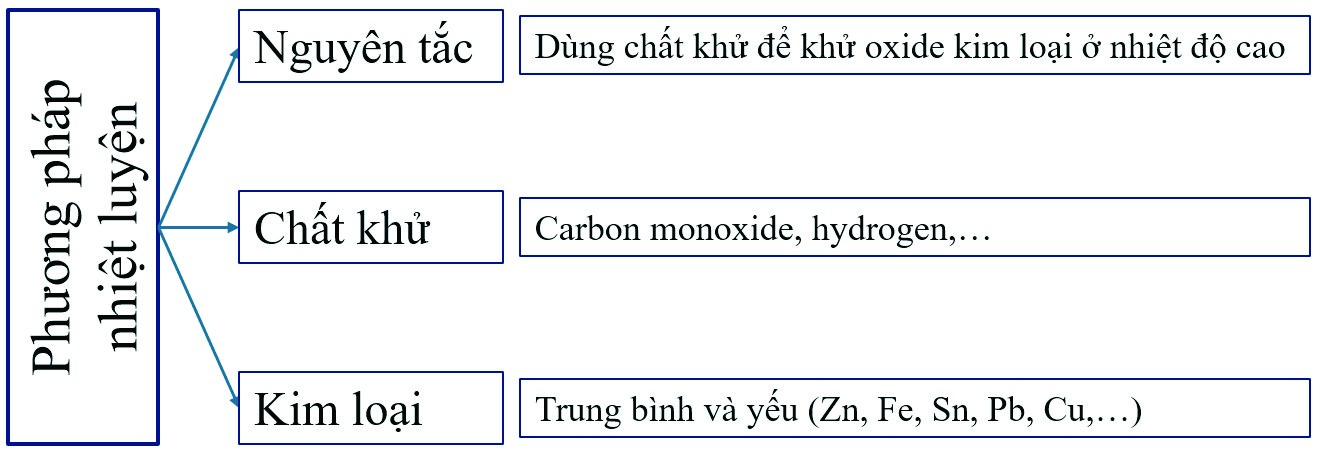 Phương pháp
nhiệt luyện
Nguyên tắc
Dùng chất khử để khử oxide kim loại ở nhiệt độ cao
Chất khử
Carbon monoxide, hydrogen,…
Kim loại
Trung bình và yếu (Zn, Fe, Sn, Pb, Cu,…)